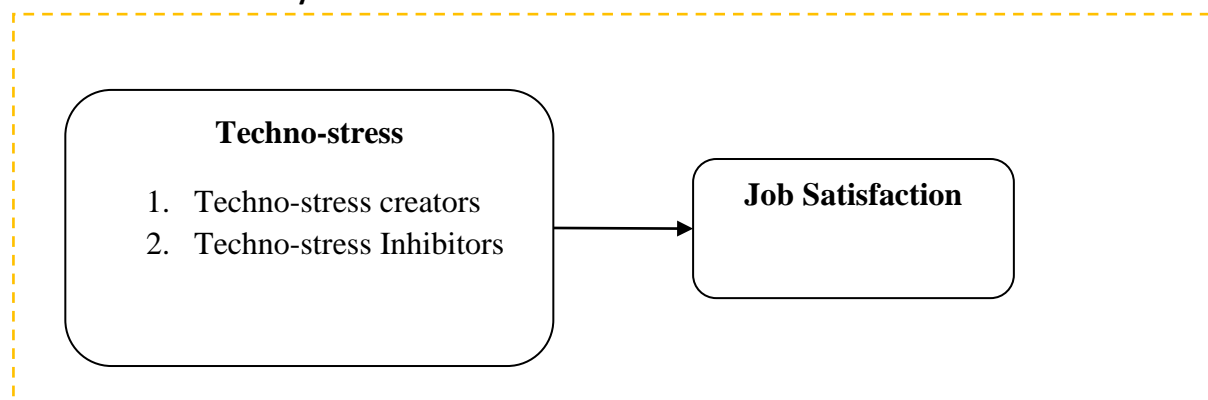 Techno-stress
1. Techno-stress creators
2. Techno-stress Inhibitors
Job Satisfaction